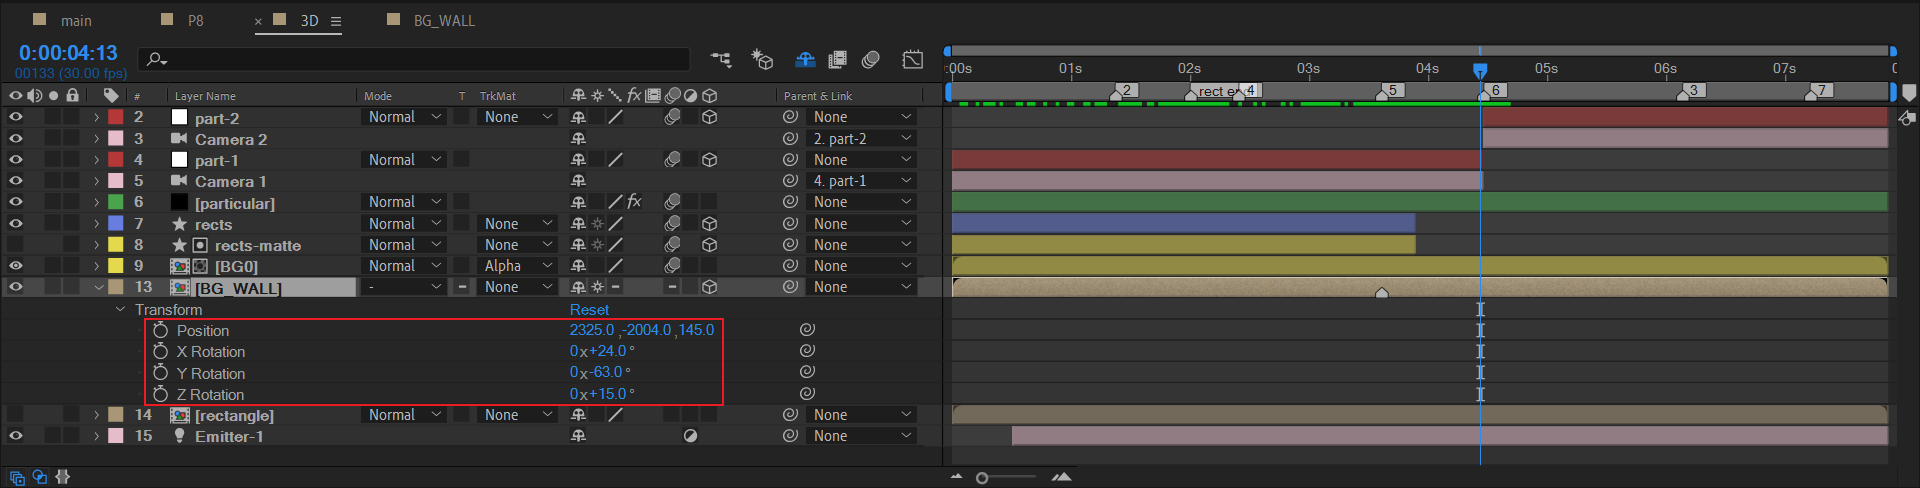 main P8 × 3D ☰ BG_WALL
0:00:04:13
00133 (30.00 fps)
:00s 01s 02s 03s 04s 05s 06s 07s 0
2 rect en 4 5 6 3 7
# Layer Name Mode T TrkMat fx Parent & Link
2 part-2 Normal None None
3 Camera 2 2. part-2
4 part-1 Normal None
5 Camera 1 4. part-1
6 [particular] Normal fx None
7 rects Normal None None
8 rects-matte Normal None None
9 [BG0] Normal Alpha None
13 [BG_WALL] - None None
Transform Reset
Position 2325.0 ,-2004.0 ,145.0
X Rotation 0x+24.0°
Y Rotation 0x-63.0°
Z Rotation 0x+15.0°
14 [rectangle] Normal None None
15 Emitter-1 None